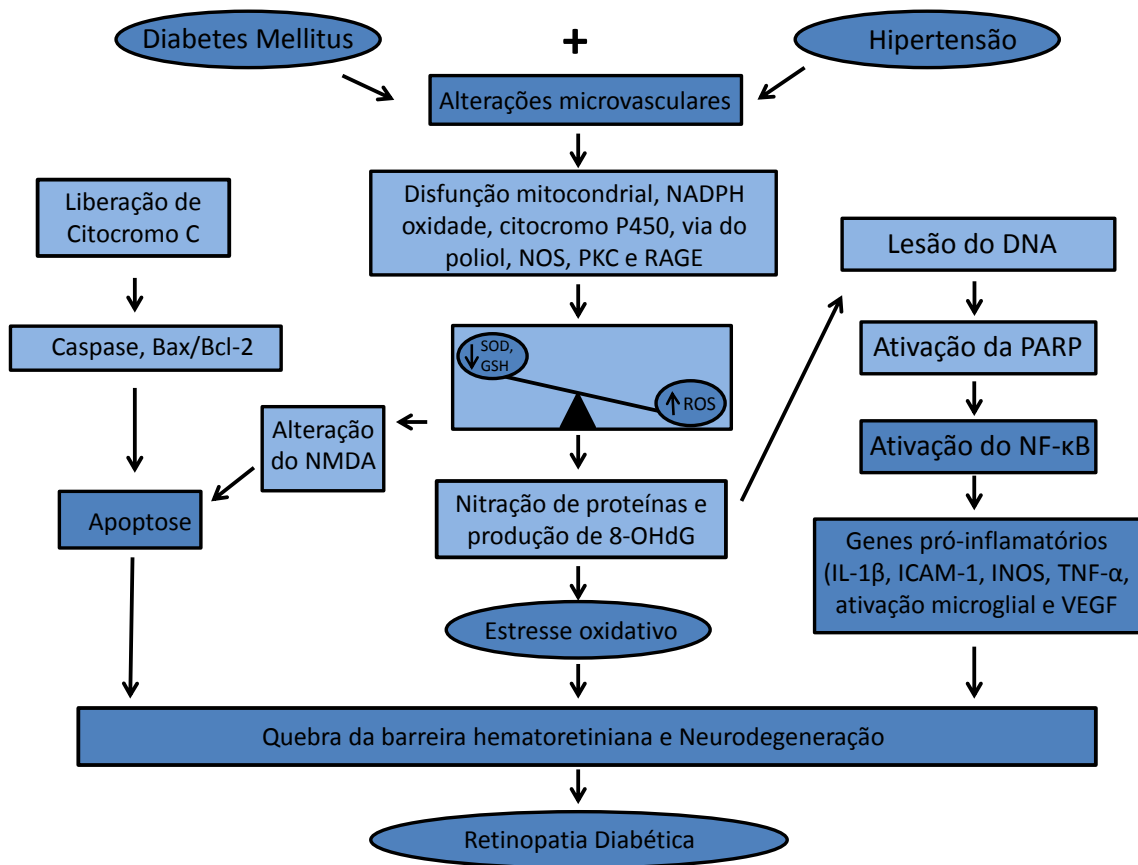 Diabetes Mellitus
+
Hipertensão
Alterações microvasculares
Liberação de
Citocromo C
Disfunção mitocondrial, NADPH
oxidade, citocromo P450, via do
poliol, NOS, PKC e RAGE
Lesão do DNA
Caspase, Bax/Bcl-2
SOD,
GSH
ROS
Ativação da PARP
Alteração
do NMDA
Ativação do NF-κB
Apoptose
Nitração de proteínas e
produção de 8-OHdG
Genes pró-inflamatórios
(IL-1β, ICAM-1, INOS, TNF-α,
ativação microglial e VEGF
Estresse oxidativo
Quebra da barreira hematoretiniana e Neurodegeneração
Retinopatia Diabética